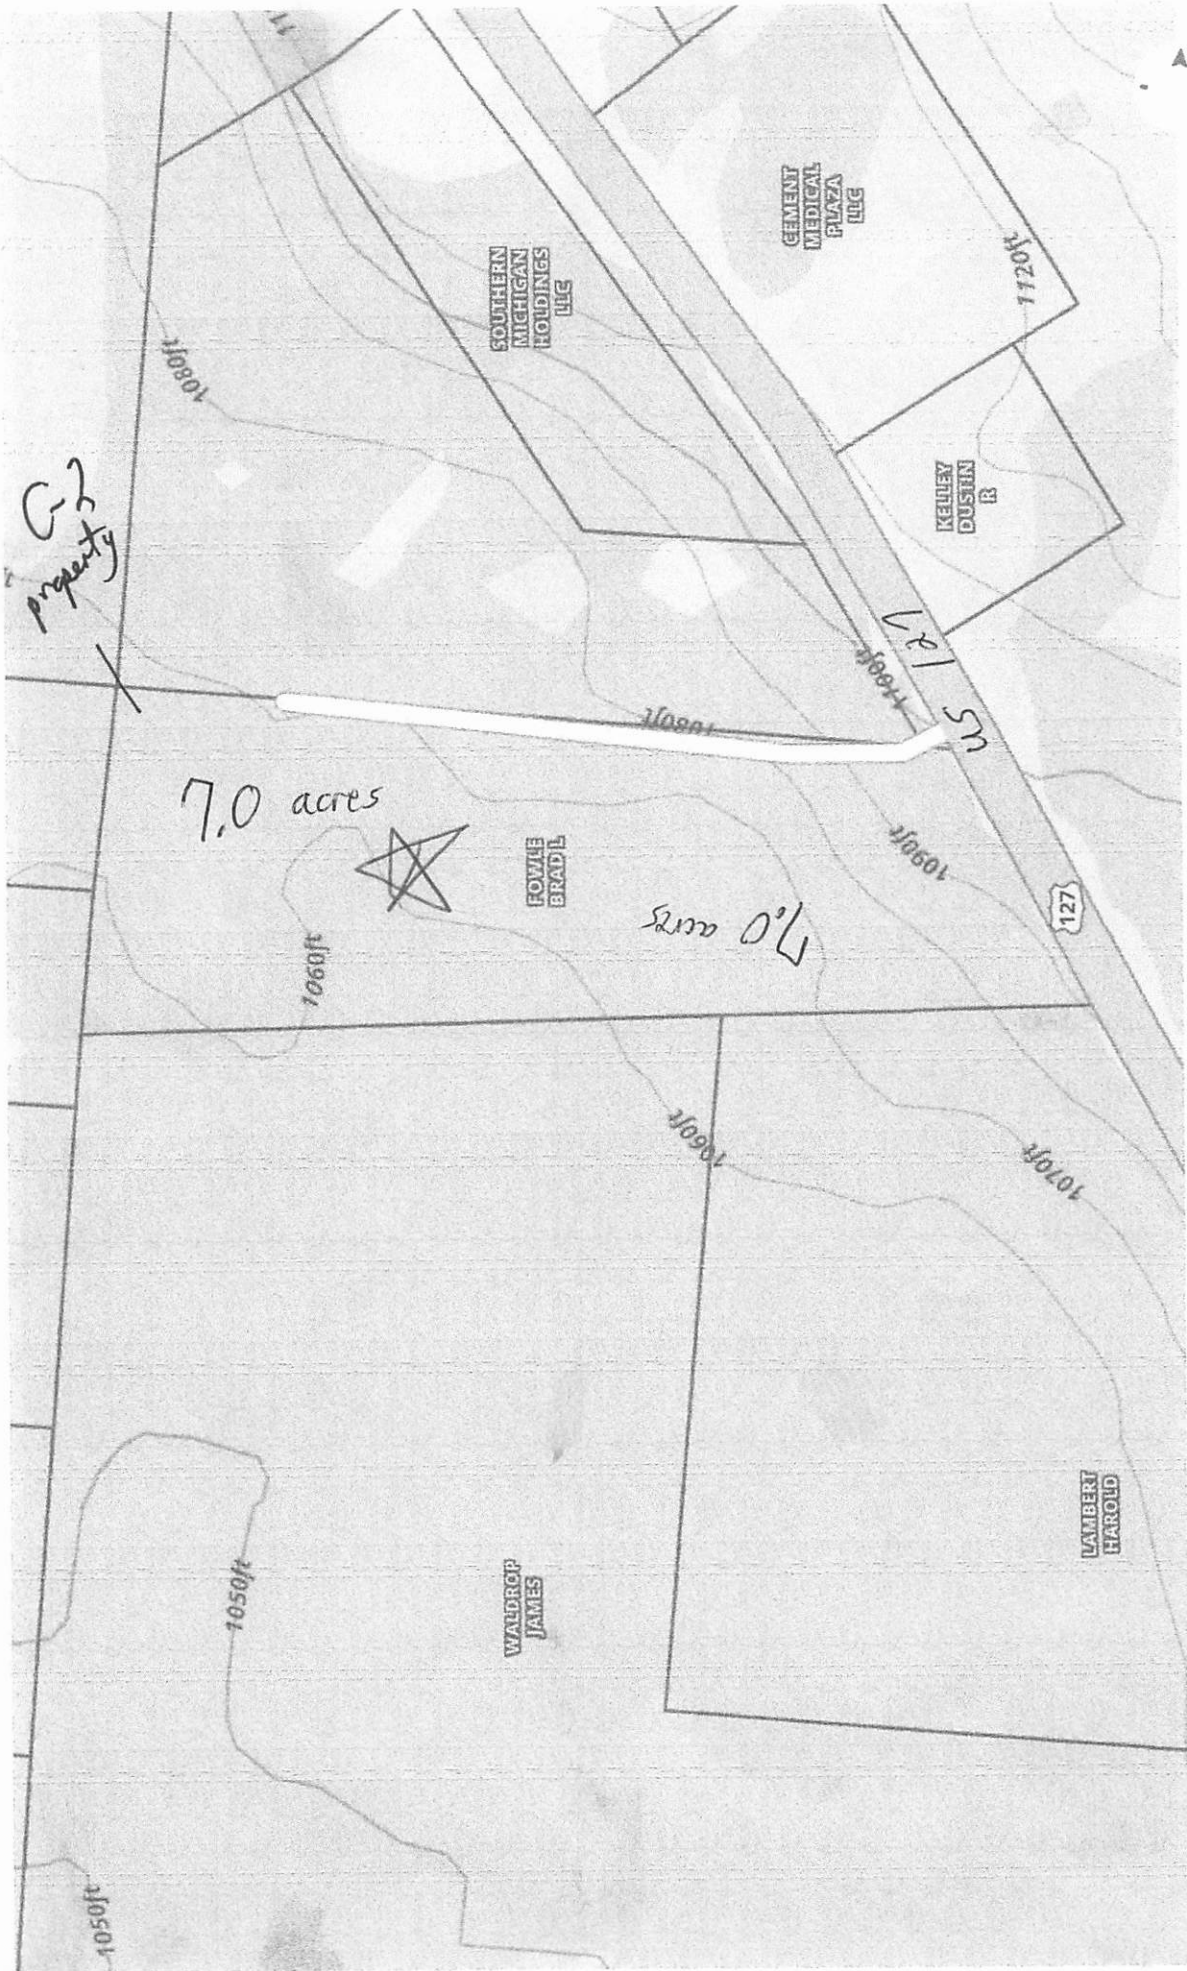 1080ft
SOUTHERN
MICHIGAN
HOLDINGS
LLC
CEMENT
MEDICAL
PLAZA
LLC
1120ft
C-2
property
KELLEY
DUSTIN
R
1080ft
1100ft
US 127
7.0 acres
FOWLE
BRAD L
7.0 acres
1090ft
127
1060ft
1060ft
1070ft
1050ft
WALDROP
JAMES
LAMBERT
HAROLD
1050ft